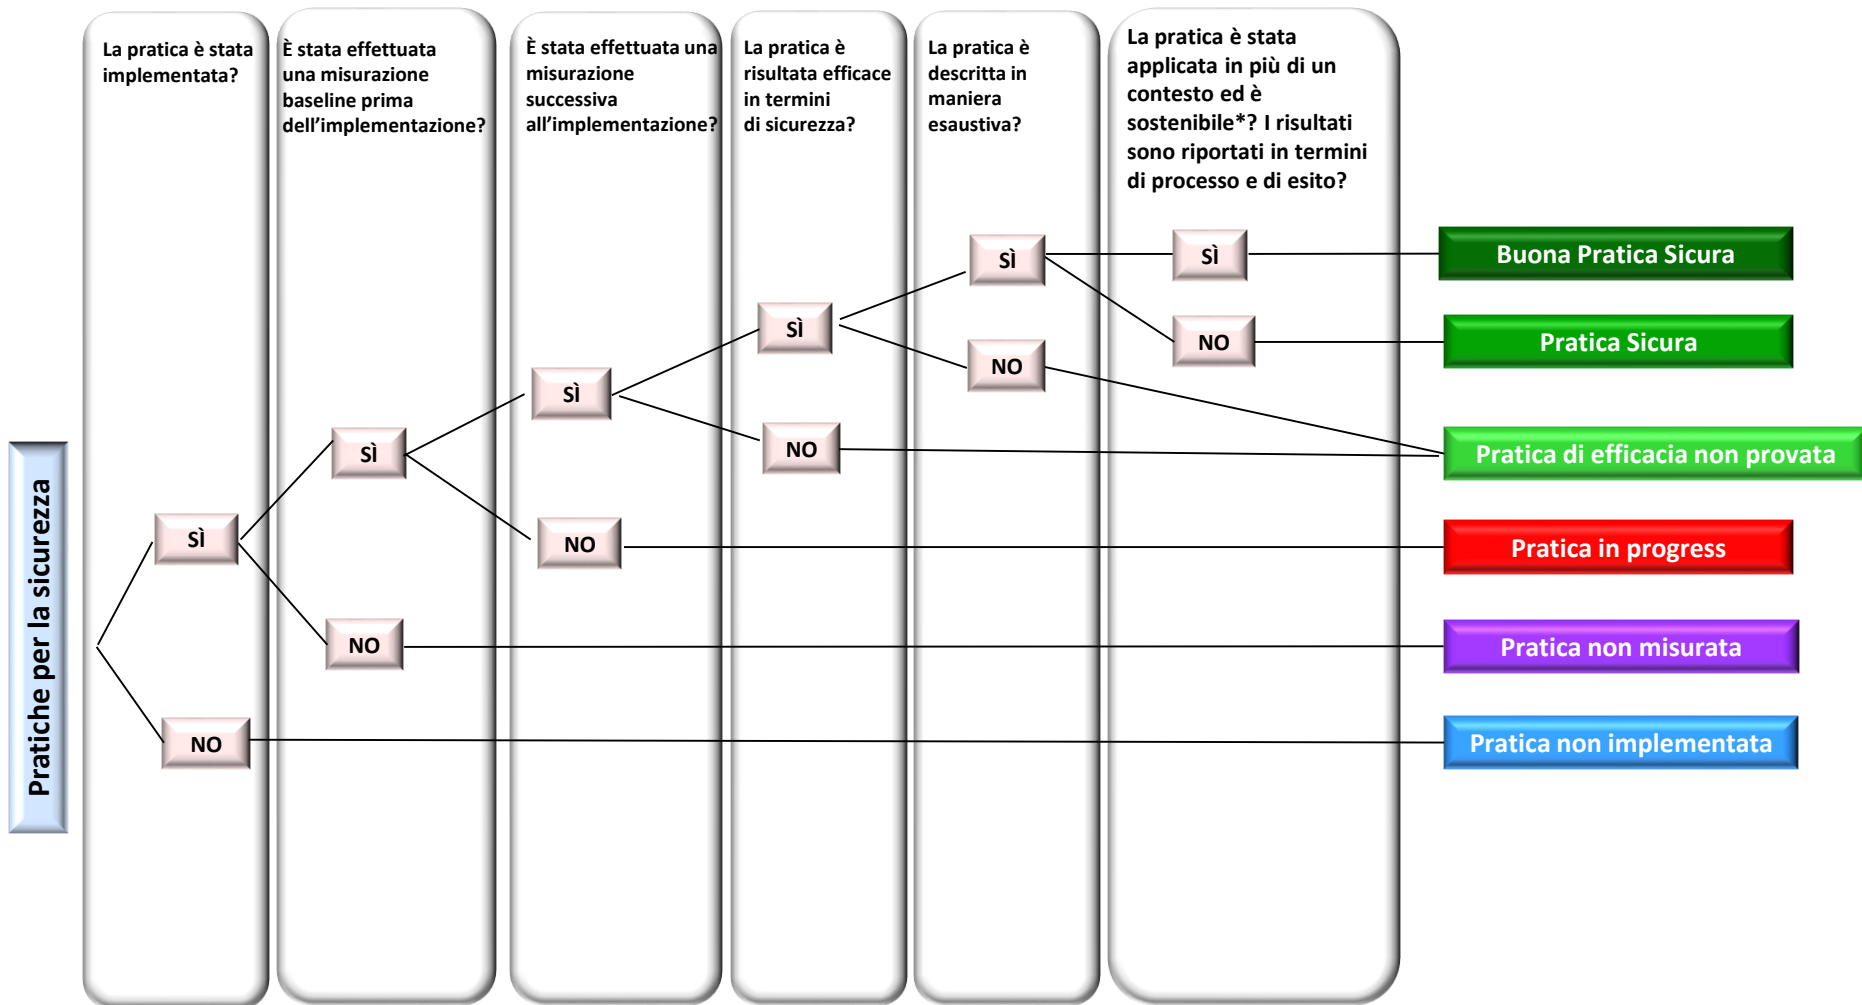 La pratica è stata
implementata?
È stata effettuata
una misurazione
baseline prima
dell’implementazione?
È stata effettuata una
misurazione
successiva
all’implementazione?
La pratica è
risultata efficace
in termini
di sicurezza?
La pratica è
descritta in
maniera
esaustiva?
La pratica è stata
applicata in più di un
contesto ed è
sostenibile*? I risultati
sono riportati in termini
di processo e di esito?
SÌ
SÌ
Buona Pratica Sicura
SÌ
NO
Pratica Sicura
NO
SÌ
NO
SÌ
Pratica di efficacia non provata
Pratiche per la sicurezza
SÌ
NO
Pratica in progress
NO
Pratica non misurata
NO
Pratica non implementata